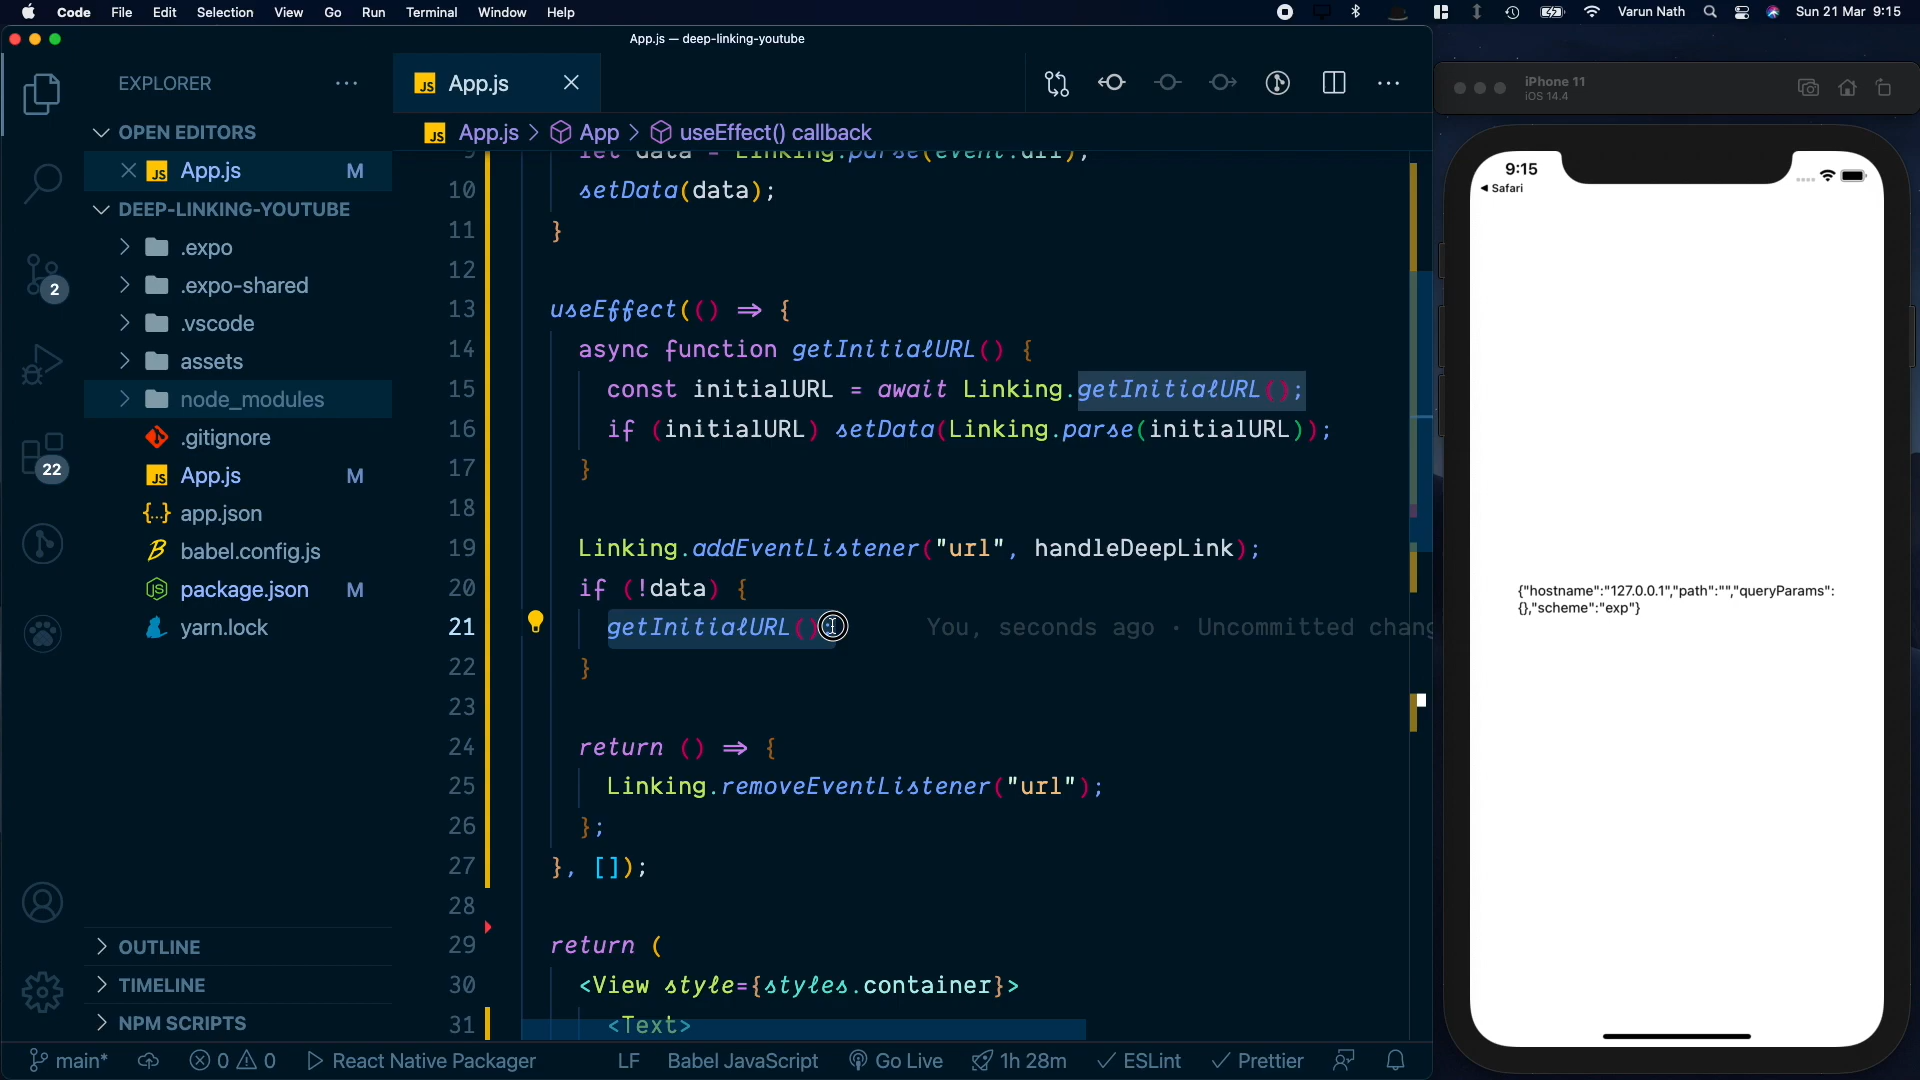 Code File Edit Selection View Go Run Terminal Window Help
Varun Nath Sun 21 Mar 9:15
App.js — deep-linking-youtube
EXPLORER
OPEN EDITORS
App.js M
DEEP-LINKING-YOUTUBE
.expo
.expo-shared
.vscode
assets
node_modules
.gitignore
App.js M
app.json
babel.config.js
package.json M
yarn.lock
OUTLINE
TIMELINE
NPM SCRIPTS
2
22
App.js
App.js > App > useEffect() callback
9 let data = Linking.parse(event.url);
10 setData(data);
11 }
12
13 useEffect(() => {
14 async function getInitialURL() {
15 const initialURL = await Linking.getInitialURL();
16 if (initialURL) setData(Linking.parse(initialURL));
17 }
18
19 Linking.addEventListener("url", handleDeepLink);
20 if (!data) {
21 getInitialURL(); You, seconds ago • Uncommitted chang
22 }
23
24 return () => {
25 Linking.removeEventListener("url");
26 };
27 }, []);
28
29 return (
30 <View style={styles.container}>
31 <Text>
main* 0 0 React Native Packager LF Babel JavaScript Go Live 1h 28m ESLint Prettier
iPhone 11
iOS 14.4
9:15
◀ Safari
{"hostname":"127.0.0.1","path":"","queryParams":
{},"scheme":"exp"}